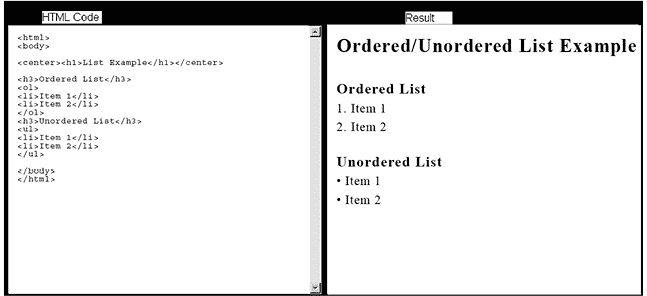 HTML Code
<html>
<body>
<center><h1>List Example</h1></center>
<h3>Ordered List</h3>
<ol>
<li>Item 1</li>
<li>Item 2</li>
</ol>
<h3>Unordered List</h3>
<ul>
<li>Item 1</li>
<li>Item 2</li>
</ul>
</body>
</html>
Result
Ordered/Unordered List Example
Ordered List
1. Item 1
2. Item 2
Unordered List
• Item 1
• Item 2